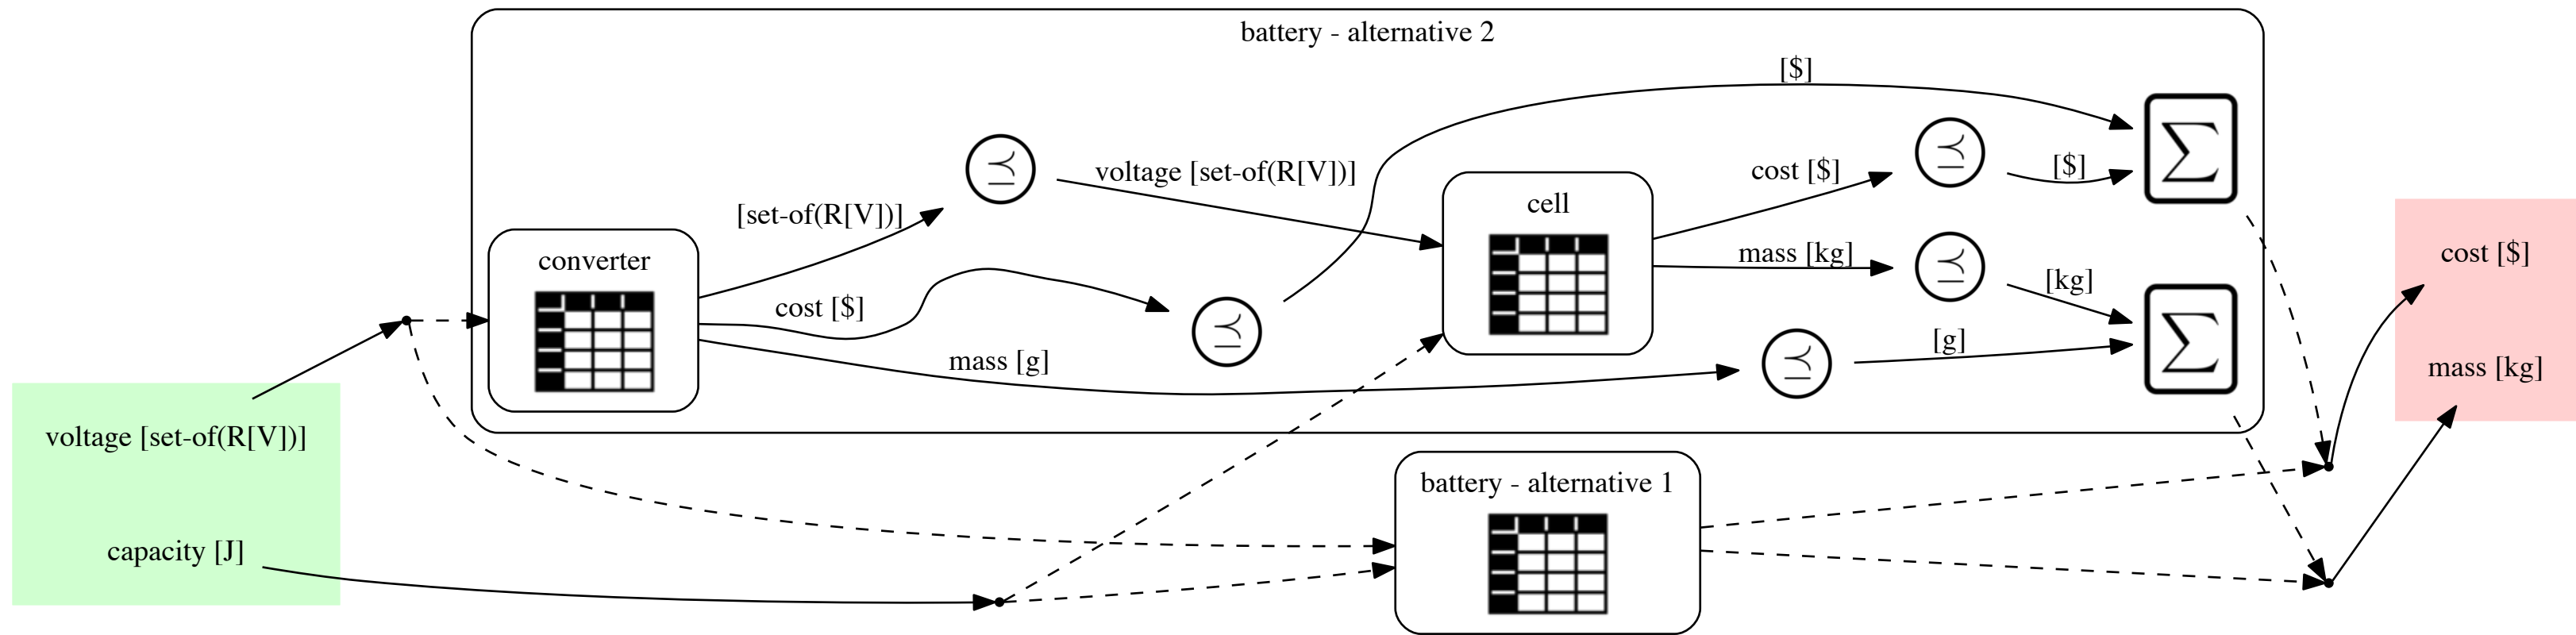 battery - alternative 2
[$]
voltage [set-of(R[V])]
cost [$]
[$]
⪯
⪯
∑
[set-of(R[V])]
cell
converter
mass [kg]
⪯
[kg]
cost [$]
cost [$]
⪯
mass [g]
⪯
[g]
∑
mass [kg]
voltage [set-of(R[V])]
battery - alternative 1
capacity [J]